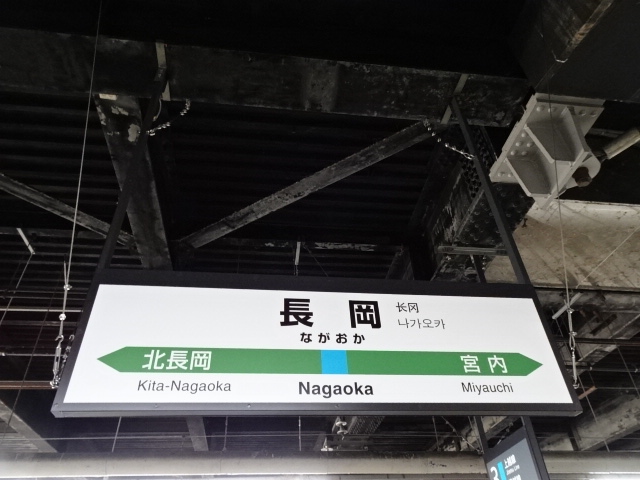 長岡
长冈
나가오카
ながおか
北長岡
宮内
Kita-Nagaoka
Nagaoka
Miyauchi
3